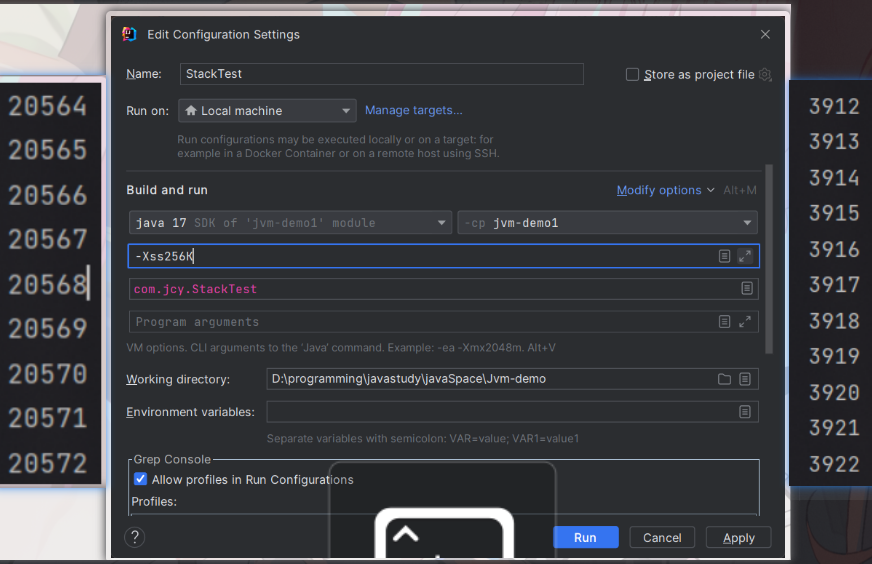 20564
20565
20566
20567
20568
20569
20570
20571
20572
Edit Configuration Settings
Name: StackTest Store as project file
Run on: Local machine Manage targets...
Run configurations may be executed locally or on a target: for
example in a Docker Container or on a remote host using SSH.
Build and run Modify options Alt+M
java 17 SDK of 'jvm-demo1' module -cp jvm-demo1
-Xss256K
com.jcy.StackTest
Program arguments
VM options. CLI arguments to the 'Java' command. Example: -ea -Xmx2048m. Alt+V
Working directory: D:\programming\javastudy\javaSpace\Jvm-demo
Environment variables:
Separate variables with semicolon: VAR=value; VAR1=value1
Grep Console
Allow profiles in Run Configurations
Profiles:
? Run Cancel Apply
3912
3913
3914
3915
3916
3917
3918
3919
3920
3921
3922